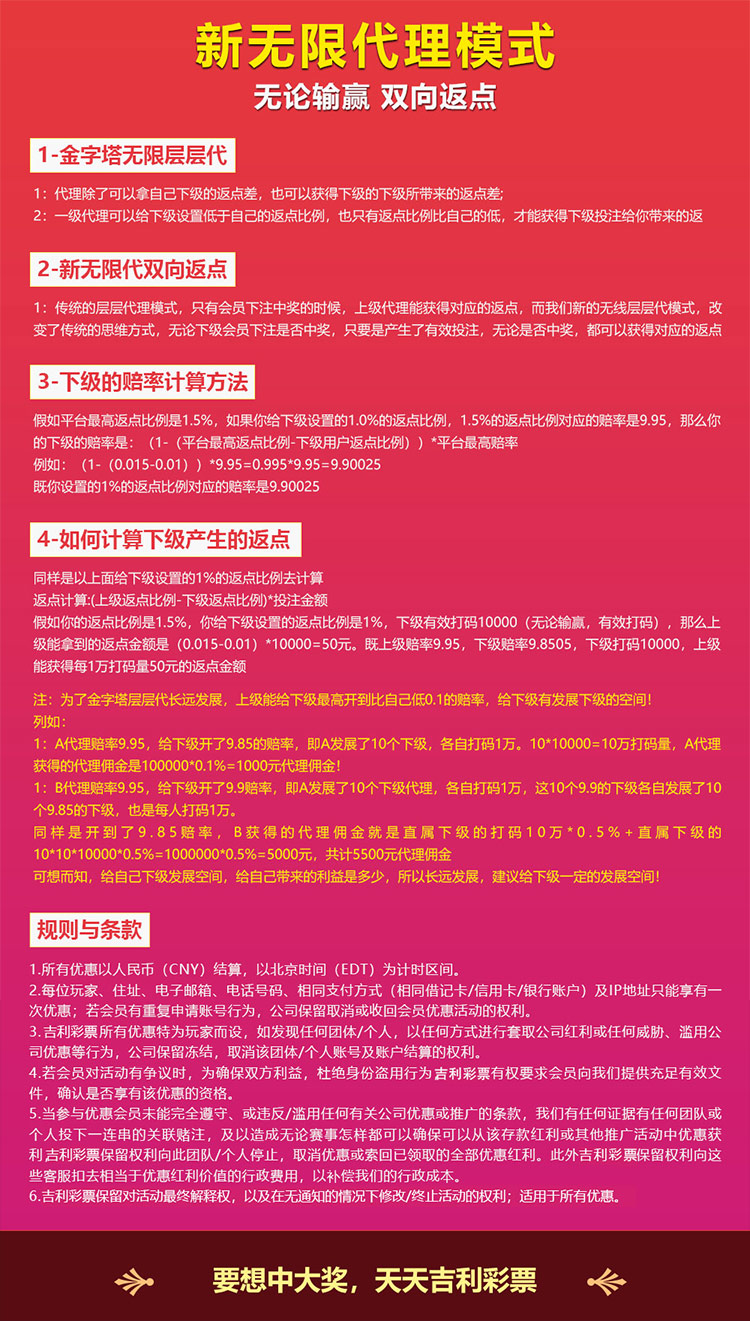 新无限代理模式
无论输赢 双向返点
1-金字塔无限层层代
1：代理除了可以拿自己下级的返点差，也可以获得下级的下级所带来的返点差;
2：一级代理可以给下级设置低于自己的返点比例，也只有返点比例比自己的低，才能获得下级投注给你带来的返
2-新无限代双向返点
1：传统的层层代理模式，只有会员下注中奖的时候，上级代理能获得对应的返点，而我们新的无线层层代模式，改
变了传统的思维方式，无论下级会员下注是否中奖，只要是产生了有效投注，无论是否中奖，都可以获得对应的返点
3-下级的赔率计算方法
假如平台最高返点比例是1.5%，如果你给下级设置的1.0%的返点比例，1.5%的返点比例对应的赔率是9.95，那么你
的下级的赔率是：（1-（平台最高返点比例-下级用户返点比例））*平台最高赔率
例如：（1-（0.015-0.01））*9.95=0.995*9.95=9.90025
既你设置的1%的返点比例对应的赔率是9.90025
4-如何计算下级产生的返点
同样是以上面给下级设置的1%的返点比例去计算
返点计算:(上级返点比例-下级返点比例)*投注金额
假如你的返点比例是1.5%，你给下级设置的返点比例是1%，下级有效打码10000（无论输赢，有效打码），那么上
级能拿到的返点金额是（0.015-0.01）*10000=50元。既上级赔率9.95，下级赔率9.8505，下级打码10000，上级
能获得每1万打码量50元的返点金额
注：为了金字塔层层代长远发展，上级能给下级最高开到比自己低0.1的赔率，给下级有发展下级的空间！
列如：
1：A代理赔率9.95，给下级开了9.85的赔率，即A发展了10个下级，各自打码1万。10*10000=10万打码量，A代理
获得的代理佣金是100000*0.1%=1000元代理佣金！
1：B代理赔率9.95，给下级开了9.9赔率，即A发展了10个下级代理，各自打码1万，这10个9.9的下级各自发展了10
个9.85的下级，也是每人打码1万。
同样是开到了9.85赔率，B获得的代理佣金就是直属下级的打码10万*0.5%+直属下级的
10*10*10000*0.5%=1000000*0.5%=5000元，共计5500元代理佣金
可想而知，给自己下级发展空间，给自己带来的利益是多少，所以长远发展，建议给下级一定的发展空间！
规则与条款
1.所有优惠以人民币（CNY）结算，以北京时间（EDT）为计时区间。
2.每位玩家、住址、电子邮箱、电话号码、相同支付方式（相同借记卡/信用卡/银行账户）及IP地址只能享有一
次优惠；若会员有重复申请账号行为，公司保留取消或收回会员优惠活动的权利。
3.吉利彩票所有优惠特为玩家而设，如发现任何团体/个人，以任何方式进行套取公司红利或任何威胁、滥用公
司优惠等行为，公司保留冻结，取消该团体/个人账号及账户结算的权利。
4.若会员对活动有争议时，为确保双方利益，杜绝身份盗用行为吉利彩票有权要求会员向我们提供充足有效文
件，确认是否享有该优惠的资格。
5.当参与优惠会员未能完全遵守、或违反/滥用任何有关公司优惠或推广的条款，我们有任何证据有任何团队或
个人投下一连串的关联赌注，及以造成无论赛事怎样都可以确保可以从该存款红利或其他推广活动中优惠获
利吉利彩票保留权利向此团队/个人停止，取消优惠或索回已领取的全部优惠红利。此外吉利彩票保留权利向这
些客服扣去相当于优惠红利价值的行政费用，以补偿我们的行政成本。
6.吉利彩票保留对活动最终解释权，以及在无通知的情况下修改/终止活动的权利；适用于所有优惠。
要想中大奖，天天吉利彩票